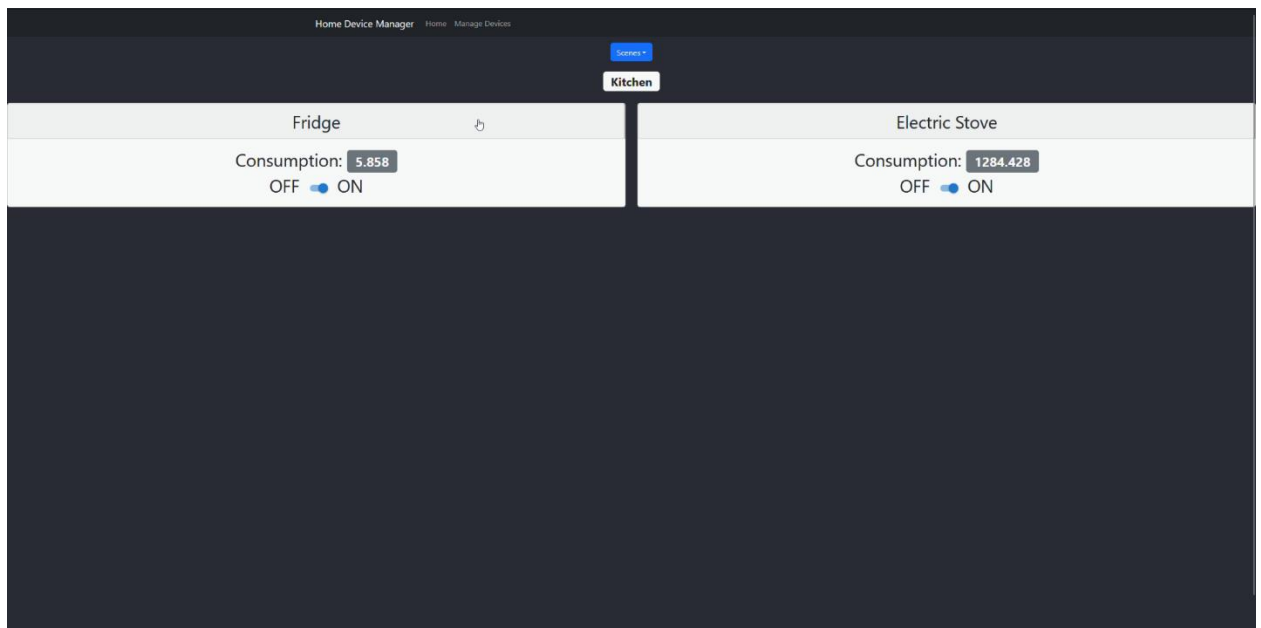 Home Device Manager Home Manage Devices
Scenes
Kitchen
Fridge
Consumption: 5.858
OFF ON
Electric Stove
Consumption: 1284.428
OFF ON